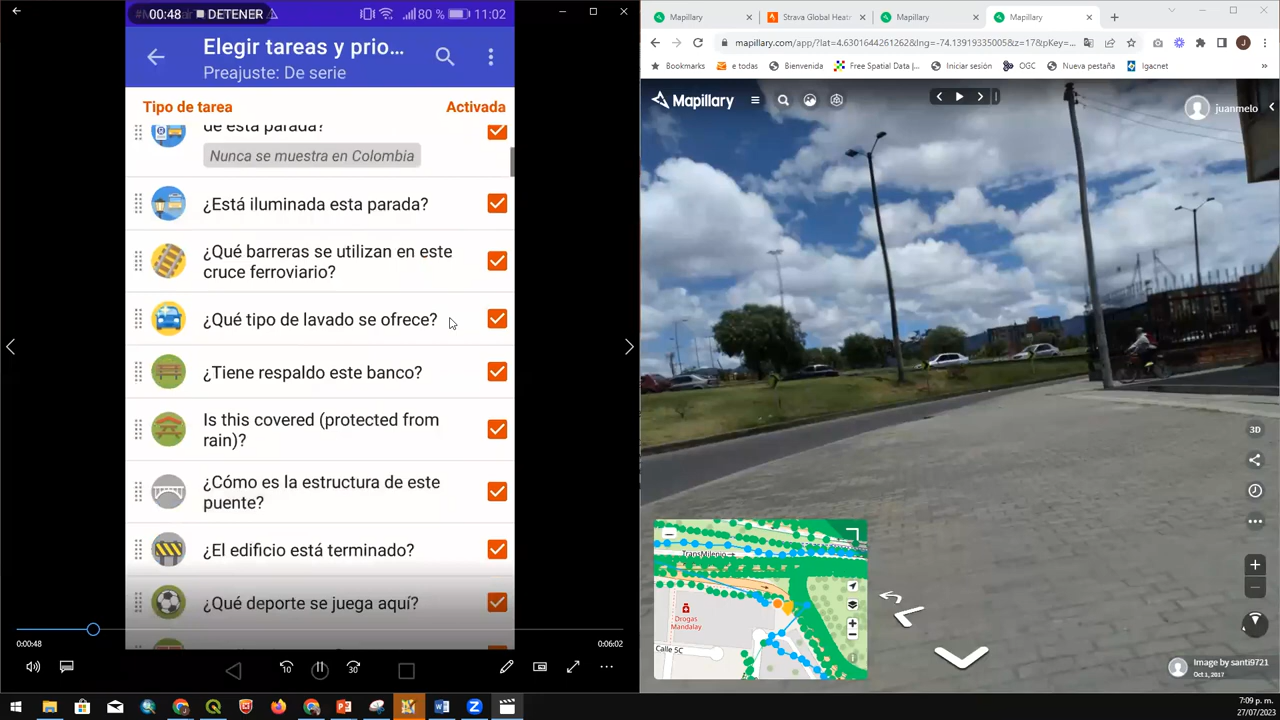 00:48 DETENER
80 % 11:02
Elegir tareas y prio...
Preajuste: De serie
Tipo de tarea Activada
de esta parada?
Nunca se muestra en Colombia
¿Está iluminada esta parada?
¿Qué barreras se utilizan en este
cruce ferroviario?
¿Qué tipo de lavado se ofrece?
¿Tiene respaldo este banco?
Is this covered (protected from
rain)?
¿Cómo es la estructura de este
puente?
¿El edificio está terminado?
¿Qué deporte se juega aquí?
0:00:48 0:06:02
10 30
Mapillary
Strava Global Heatr
Mapillary
Mapillary
mapillary.com/app/?lat=4.6301644261262&lng=-74.13919335005&z=17&pKey=...
Bookmarks
e todas
Bienvenida
Free Spatial Data |...
Iniciar sesión
OGC
Nueva pestaña
Igacnet
Mapillary
juanmelo
3D
TransMilenio
Drogas
Mandalay
Calle 5C
Image by santi9721
Oct 1, 2017
7:09 p. m.
27/07/2023